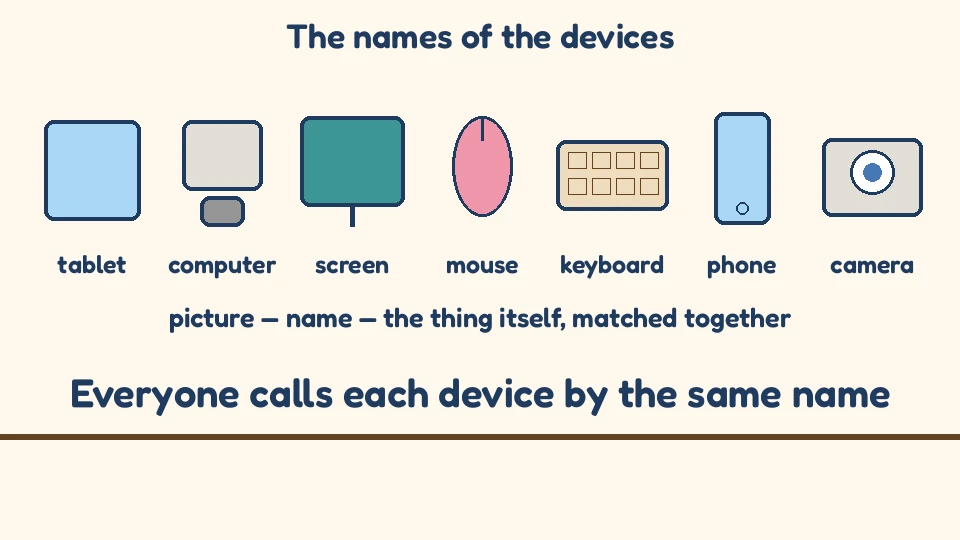 The names of the devices
tablet computer screen mouse keyboard phone camera
picture — name — the thing itself, matched together
Everyone calls each device by the same name